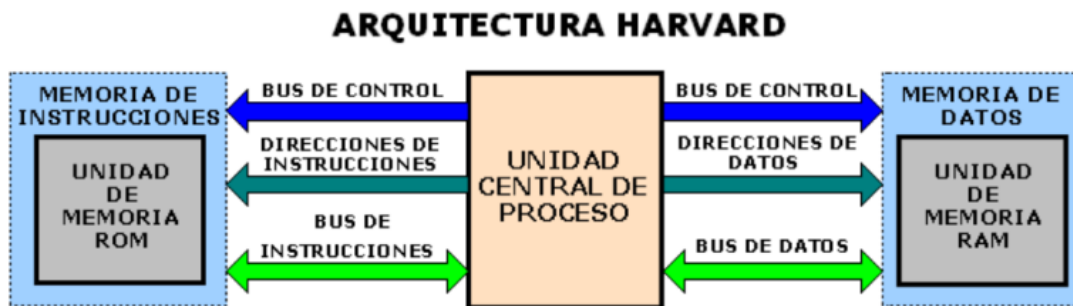 ARQUITECTURA HARVARD
MEMORIA DE
INSTRUCCIONES
UNIDAD
DE
MEMORIA
ROM
BUS DE CONTROL
DIRECCIONES DE
INSTRUCCIONES
BUS DE
INSTRUCCIONES
UNIDAD
CENTRAL DE
PROCESO
BUS DE CONTROL
DIRECCIONES DE
DATOS
BUS DE DATOS
MEMORIA DE
DATOS
UNIDAD
DE
MEMORIA
RAM